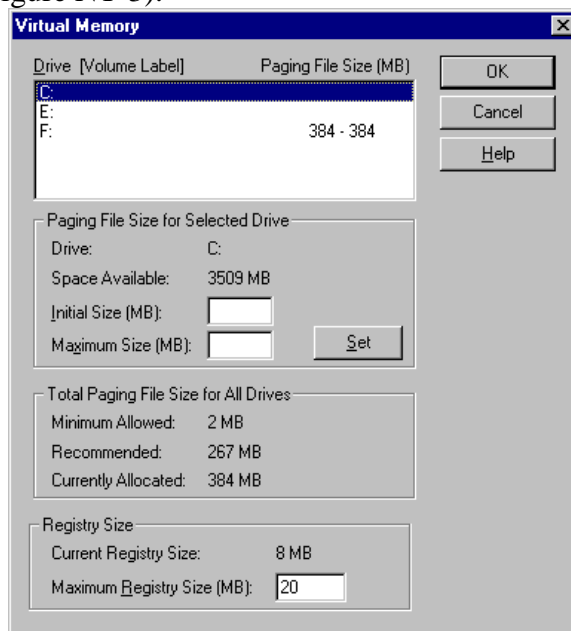 Virtual Memory
Drive [Volume Label] Paging File Size (MB)
OK
C:
E:
Cancel
F: 384 - 384
Help
Paging File Size for Selected Drive
Drive: C:
Space Available: 3509 MB
Initial Size (MB):
Maximum Size (MB): Set
Total Paging File Size for All Drives
Minimum Allowed: 2 MB
Recommended: 267 MB
Currently Allocated: 384 MB
Registry Size
Current Registry Size: 8 MB
Maximum Registry Size (MB): 20